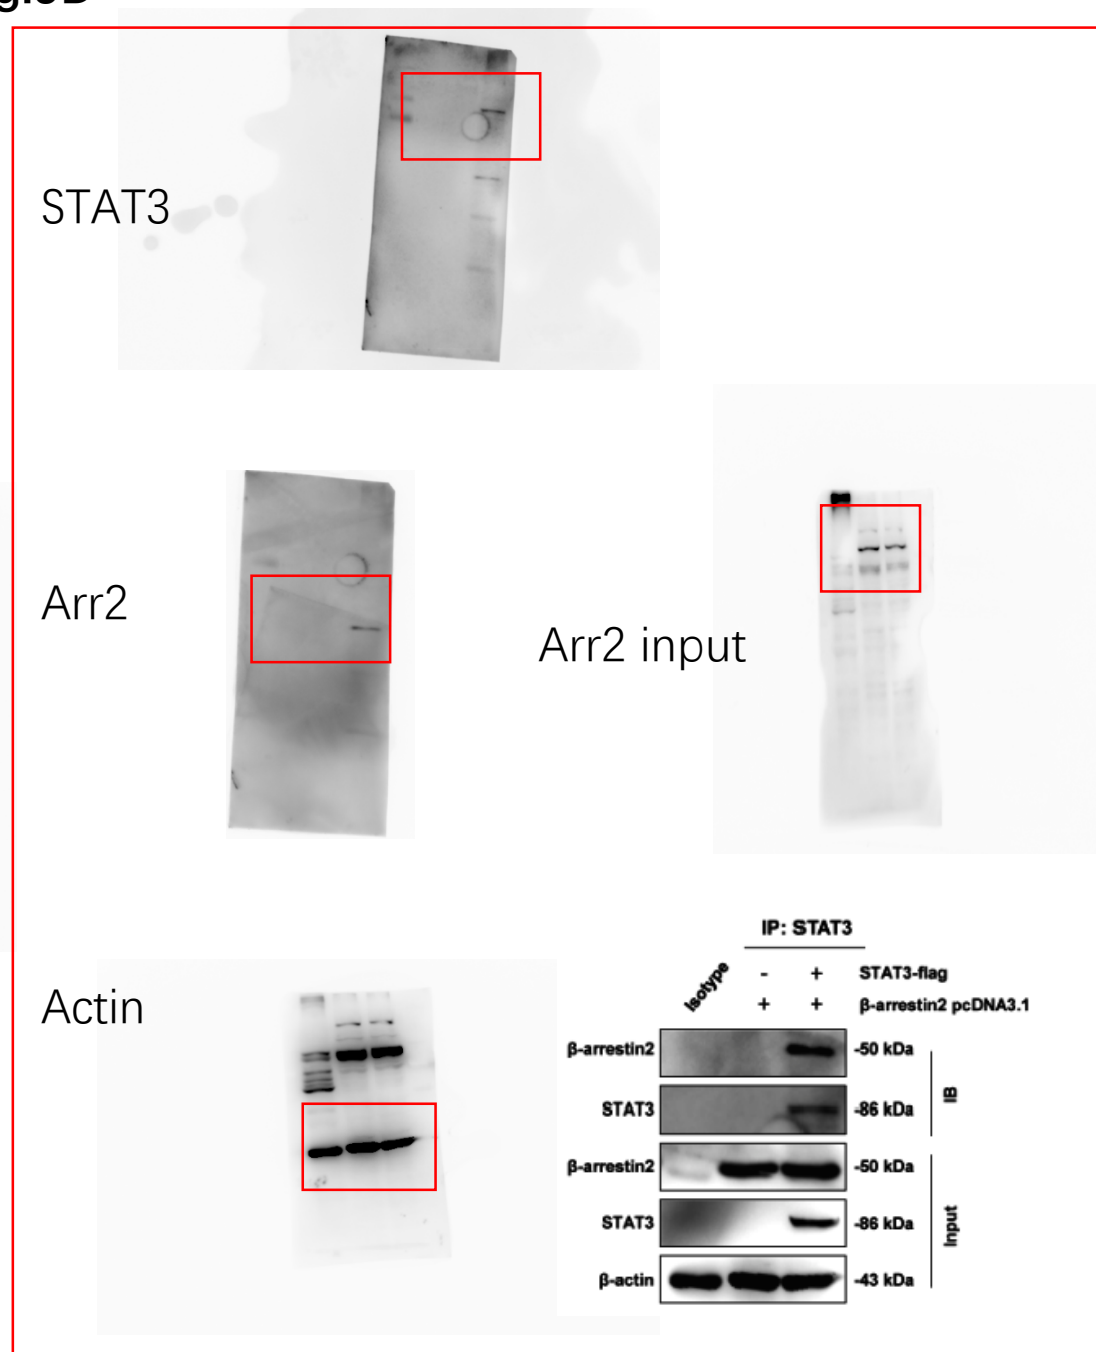 STAT3
Arr2
Arr2 input
Actin
IP: STAT3
Isotype - + STAT3-flag
+ + β-arrestin2 pcDNA3.1
β-arrestin2 -50 kDa
STAT3 -86 kDa
IB
β-arrestin2 -50 kDa
STAT3 -86 kDa
β-actin -43 kDa
Input